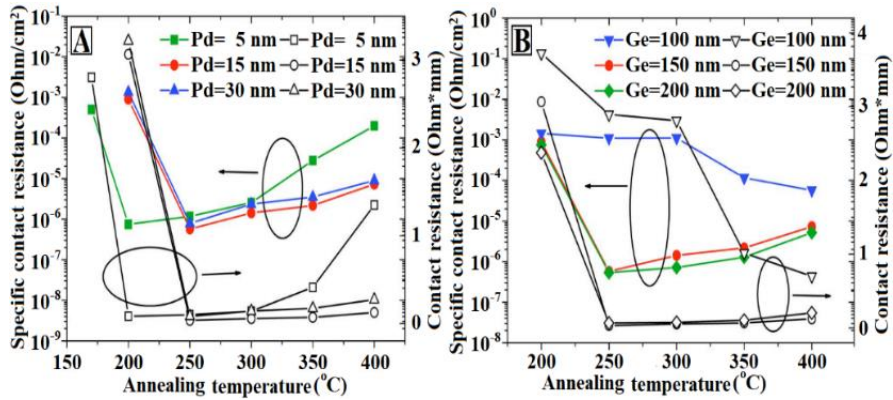 A
Pd= 5 nm Pd= 5 nm
Pd=15 nm Pd=15 nm
Pd=30 nm Pd=30 nm
Specific contact resistance (Ohm/cm²)
10⁻¹
10⁻²
10⁻³
10⁻⁴
10⁻⁵
10⁻⁶
10⁻⁷
10⁻⁸
10⁻⁹
150 200 250 300 350 400
Annealing temperature(°C)
3
2
1
0
Contact resistance (Ohm*mm)
B
Ge=100 nm Ge=100 nm
Ge=150 nm Ge=150 nm
Ge=200 nm Ge=200 nm
Specific contact resistance (Ohm/cm²)
10⁰
10⁻¹
10⁻²
10⁻³
10⁻⁴
10⁻⁵
10⁻⁶
10⁻⁷
10⁻⁸
200 250 300 350 400
Annealing temperature(°C)
4
3
2
1
0
Contact resistance (Ohm*mm)